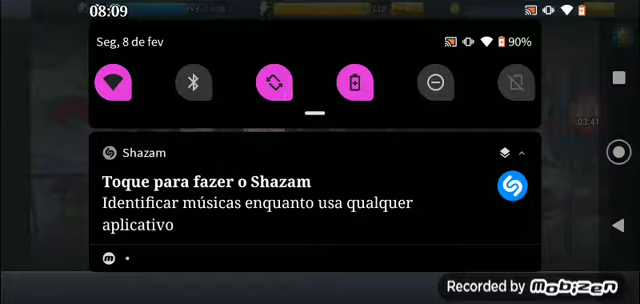 08:09
Seg, 8 de fev
90%
03:41
Shazam
Toque para fazer o Shazam
Identificar músicas enquanto usa qualquer
aplicativo
Recorded by Mobizen